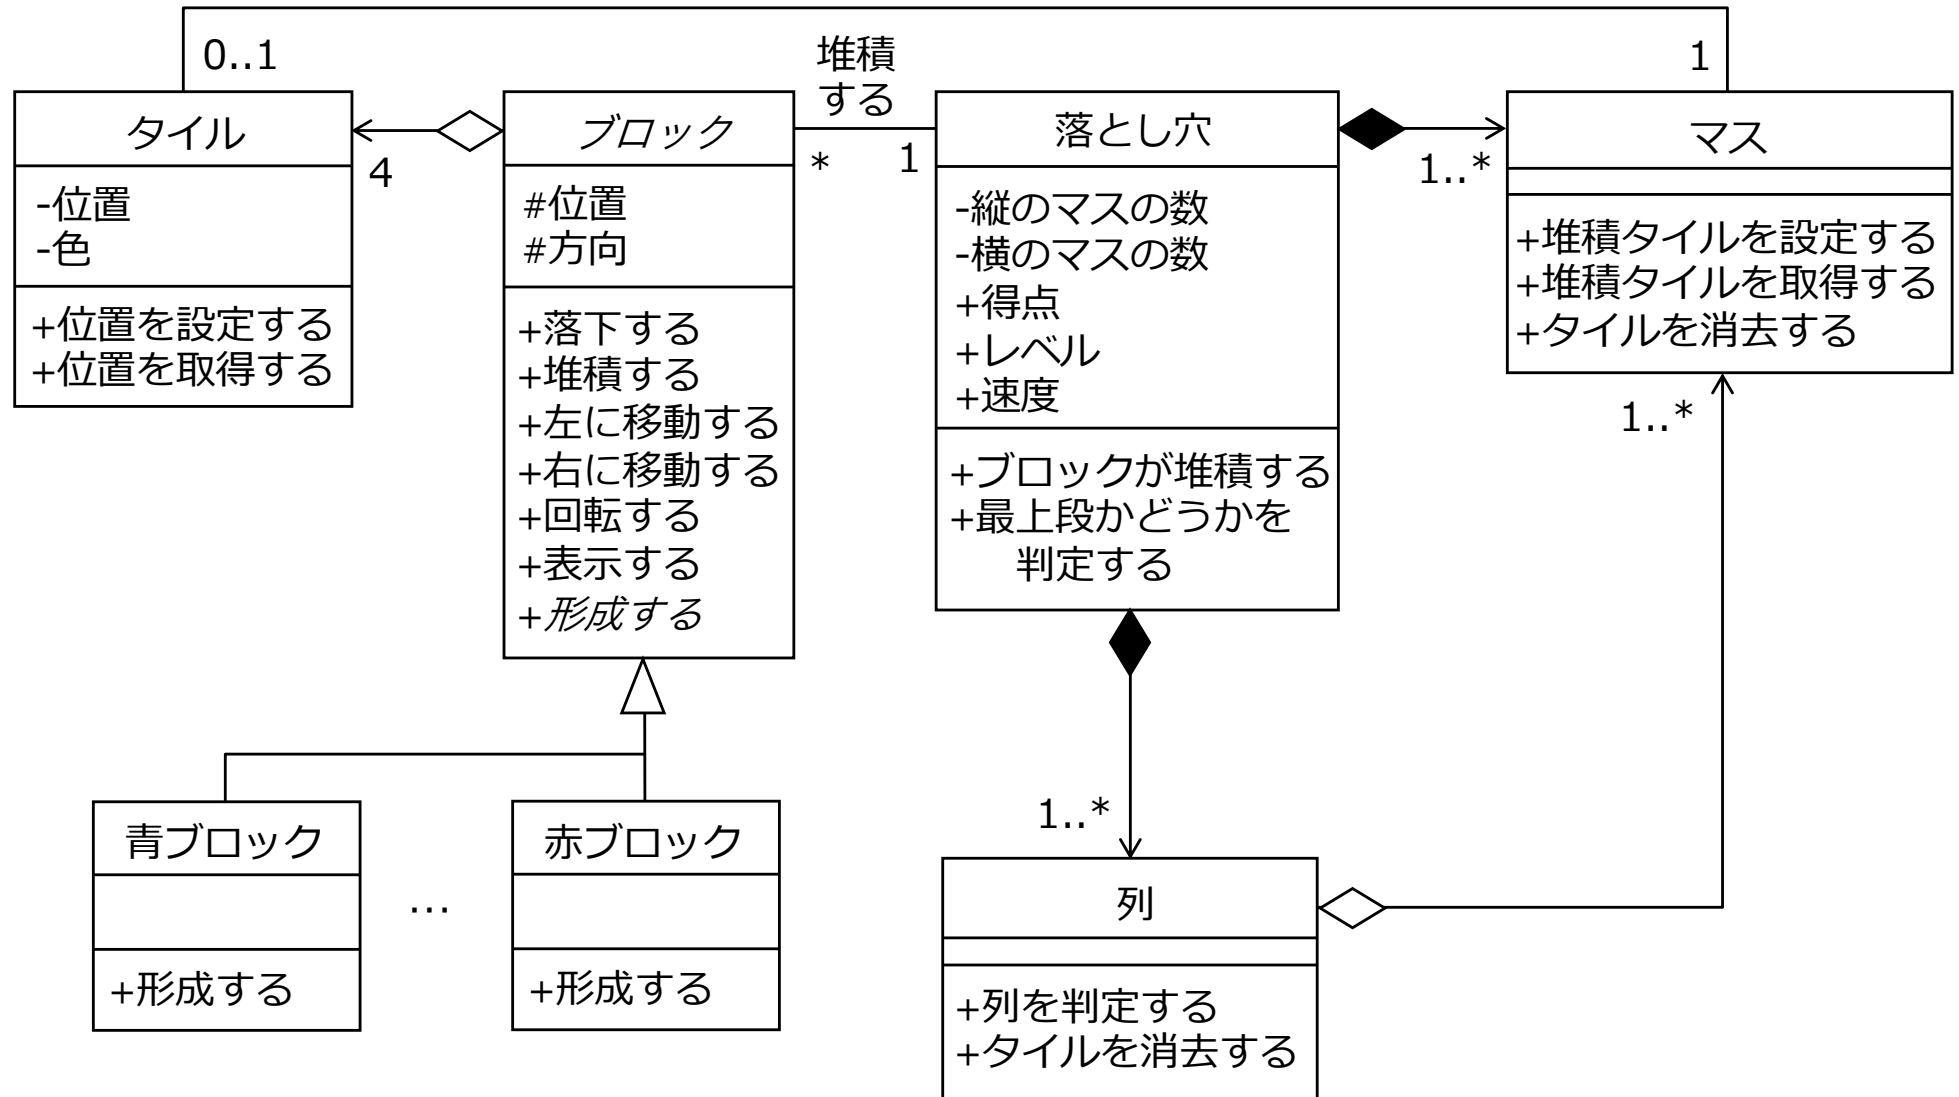 0..1
堆積
する
1
タイル
-位置
-色
+位置を設定する
+位置を取得する
4
ブロック
#位置
#方向
+落下する
+堆積する
+左に移動する
+右に移動する
+回転する
+表示する
+形成する
*
1
落とし穴
-縦のマスの数
-横のマスの数
+得点
+レベル
+速度
+ブロックが堆積する
+最上段かどうかを
判定する
1..*
マス
+堆積タイルを設定する
+堆積タイルを取得する
+タイルを消去する
1..*
青ブロック
+形成する
...
赤ブロック
+形成する
1..*
列
+列を判定する
+タイルを消去する